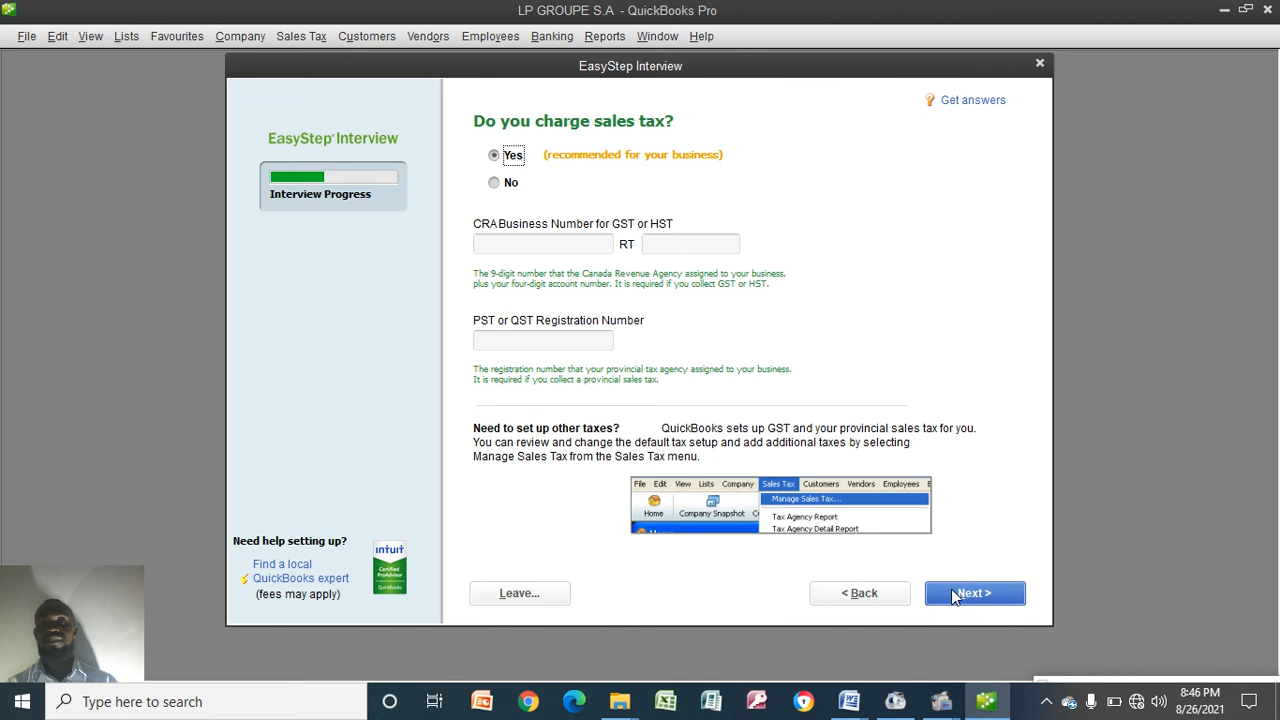 LP GROUPE S.A - QuickBooks Pro
File Edit View Lists Favourites Company Sales Tax Customers Vendors Employees Banking Reports Window Help
EasyStep Interview
Get answers
EasyStep Interview
Interview Progress
Do you charge sales tax?
Yes (recommended for your business)
No
CRA Business Number for GST or HST
RT
The 9-digit number that the Canada Revenue Agency assigned to your business,
plus your four-digit account number. It is required if you collect GST or HST.
PST or QST Registration Number
The registration number that your provincial tax agency assigned to your business.
It is required if you collect a provincial sales tax.
Need to set up other taxes? QuickBooks sets up GST and your provincial sales tax for you.
You can review and change the default tax setup and add additional taxes by selecting
Manage Sales Tax from the Sales Tax menu.
File Edit View Lists Company Sales Tax Customers Vendors Employees
Manage Sales Tax...
Home Company Snapshot
Tax Agency Report
Tax Agency Detail Report
Need help setting up?
Find a local
QuickBooks expert
(fees may apply)
intuit
Certified
ProAdvisor
QuickBooks
Leave...
< Back
Next >
Type here to search
8:46 PM
8/26/2021